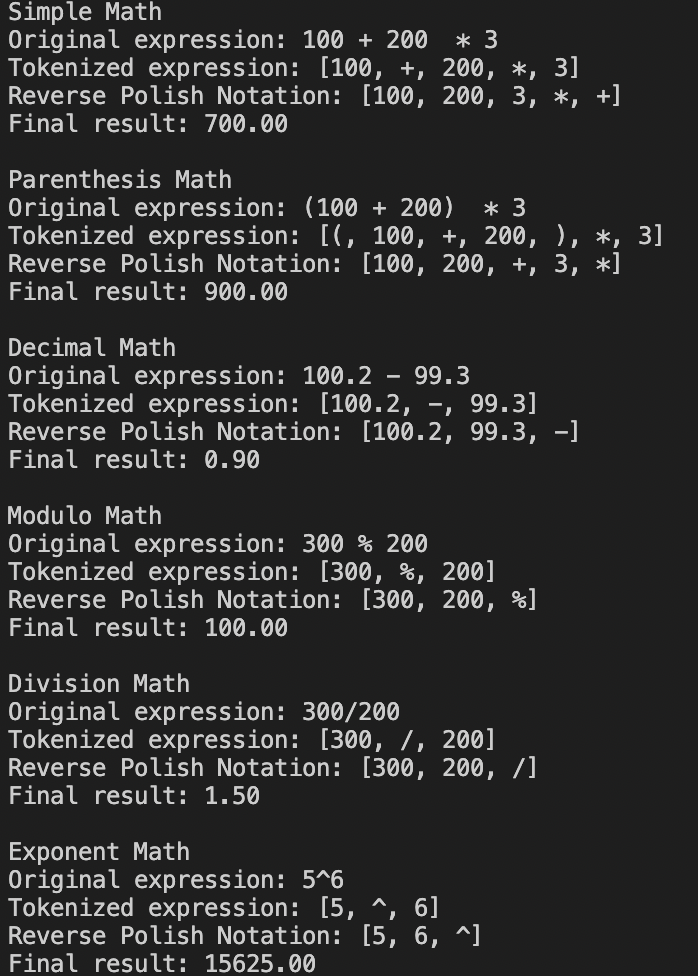 Simple Math
Original expression: 100 + 200  * 3
Tokenized expression: [100, +, 200, *, 3]
Reverse Polish Notation: [100, 200, 3, *, +]
Final result: 700.00

Parenthesis Math
Original expression: (100 + 200)  * 3
Tokenized expression: [(, 100, +, 200, ), *, 3]
Reverse Polish Notation: [100, 200, +, 3, *]
Final result: 900.00

Decimal Math
Original expression: 100.2 - 99.3
Tokenized expression: [100.2, -, 99.3]
Reverse Polish Notation: [100.2, 99.3, -]
Final result: 0.90

Modulo Math
Original expression: 300 % 200
Tokenized expression: [300, %, 200]
Reverse Polish Notation: [300, 200, %]
Final result: 100.00

Division Math
Original expression: 300/200
Tokenized expression: [300, /, 200]
Reverse Polish Notation: [300, 200, /]
Final result: 1.50

Exponent Math
Original expression: 5^6
Tokenized expression: [5, ^, 6]
Reverse Polish Notation: [5, 6, ^]
Final result: 15625.00